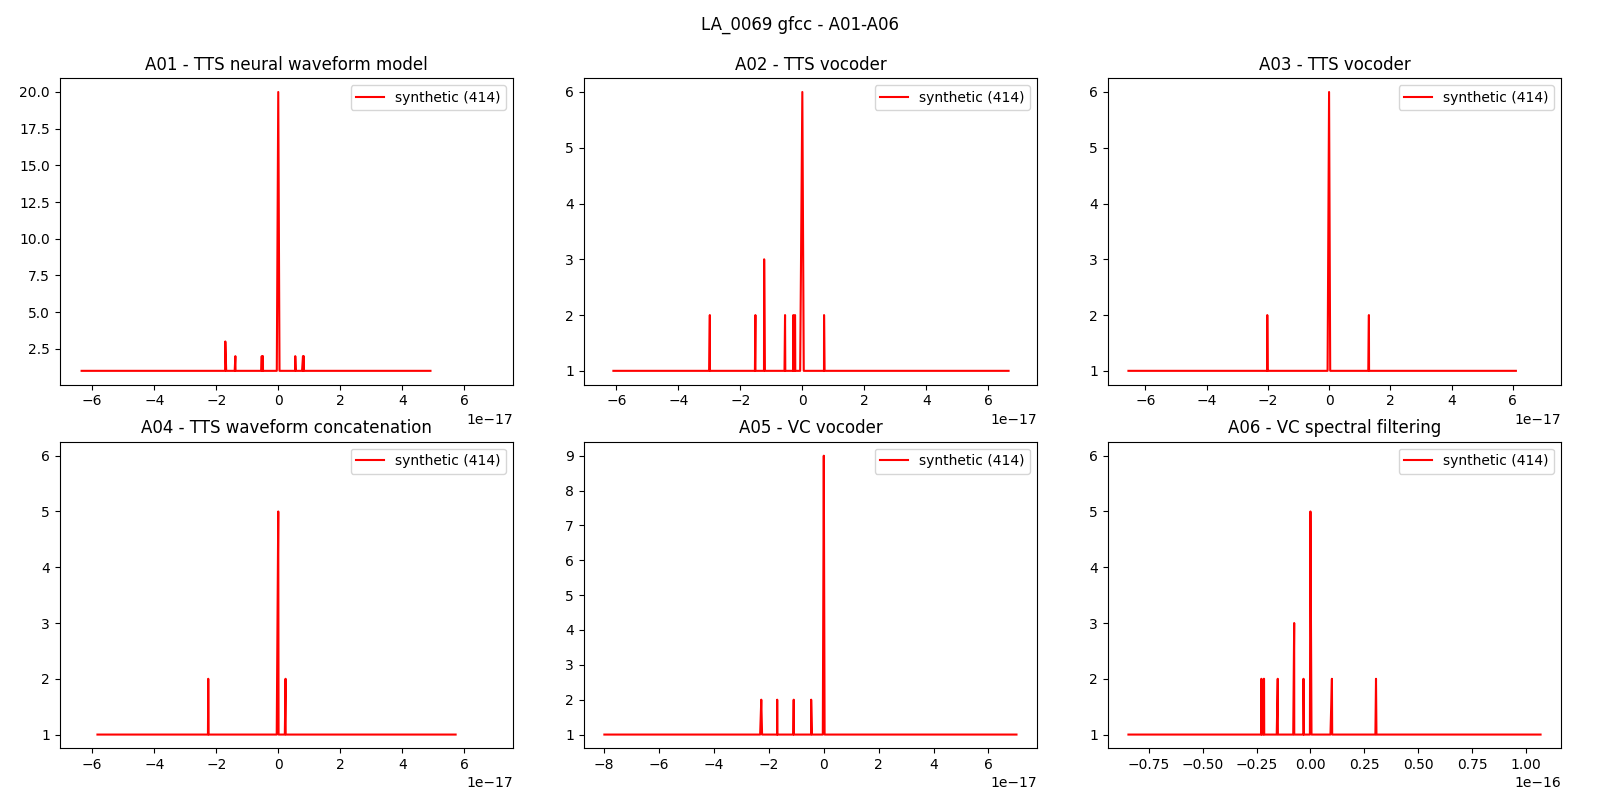 LA_0069 gfcc - A01-A06
A01 - TTS neural waveform model
synthetic (414)
20.0
17.5
15.0
12.5
10.0
7.5
5.0
2.5
−6 −4 −2 0 2 4 6
1e−17
A02 - TTS vocoder
synthetic (414)
6
5
4
3
2
1
−6 −4 −2 0 2 4 6
1e−17
A03 - TTS vocoder
synthetic (414)
6
5
4
3
2
1
−6 −4 −2 0 2 4 6
1e−17
A04 - TTS waveform concatenation
synthetic (414)
6
5
4
3
2
1
−6 −4 −2 0 2 4 6
1e−17
A05 - VC vocoder
synthetic (414)
9
8
7
6
5
4
3
2
1
−8 −6 −4 −2 0 2 4 6
1e−17
A06 - VC spectral filtering
synthetic (414)
6
5
4
3
2
1
−0.75 −0.50 −0.25 0.00 0.25 0.50 0.75 1.00
1e−16